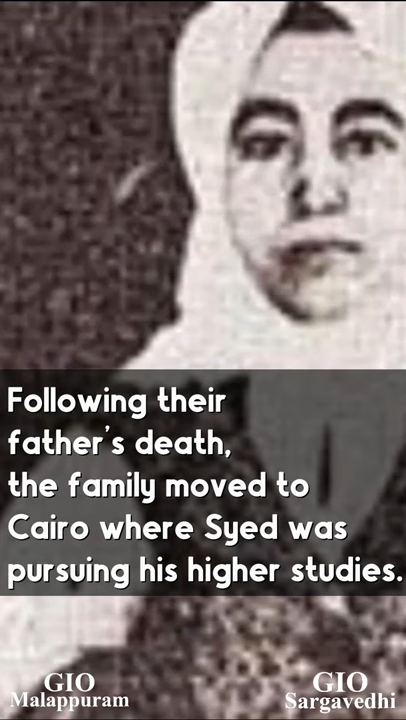 Following their
father's death,
the family moved to
Cairo where Syed was
pursuing his higher studies.
GIO
Malappuram
GIO
Sargavedhi